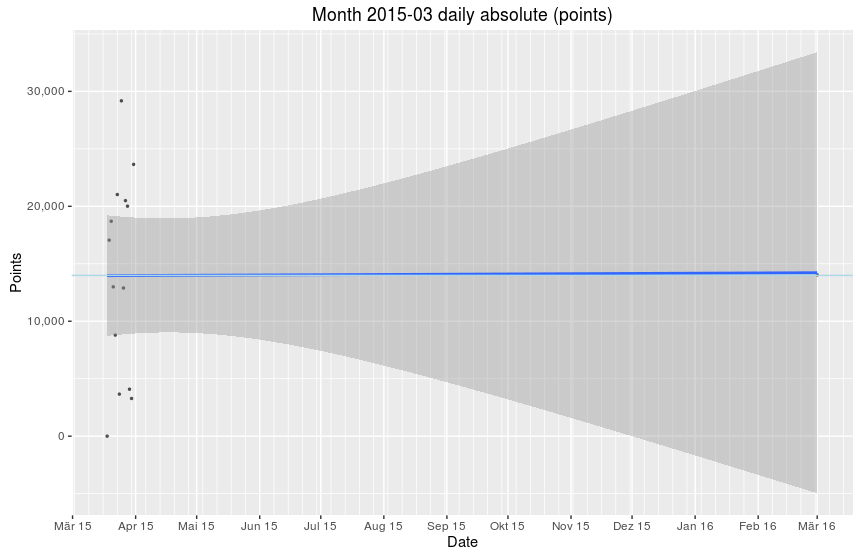 Month 2015-03 daily absolute (points)
30,000
20,000
10,000
0
Points
Mär 15 Apr 15 Mai 15 Jun 15 Jul 15 Aug 15 Sep 15 Okt 15 Nov 15 Dez 15 Jan 16 Feb 16 Mär 16
Date